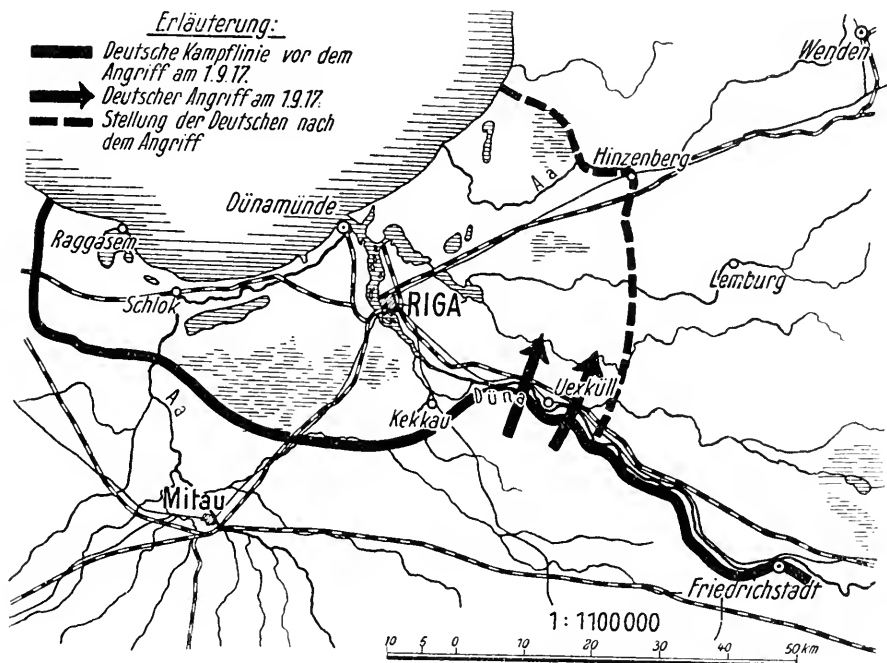 Erläuterung:
Deutsche Kampflinie vor dem
Angriff am 1.9.17.
Deutscher Angriff am 1.9.17.
Stellung der Deutschen nach
dem Angriff
Wenden
Hinzenberg
Aa
Dünamünde
Raggasem
Lemburg
Schlok
RIGA
Aa
Düna
Uexküll
Kekkau
Mitau
Friedrichstadt
1:1100000
10 5 0 10 20 30 40 50 km